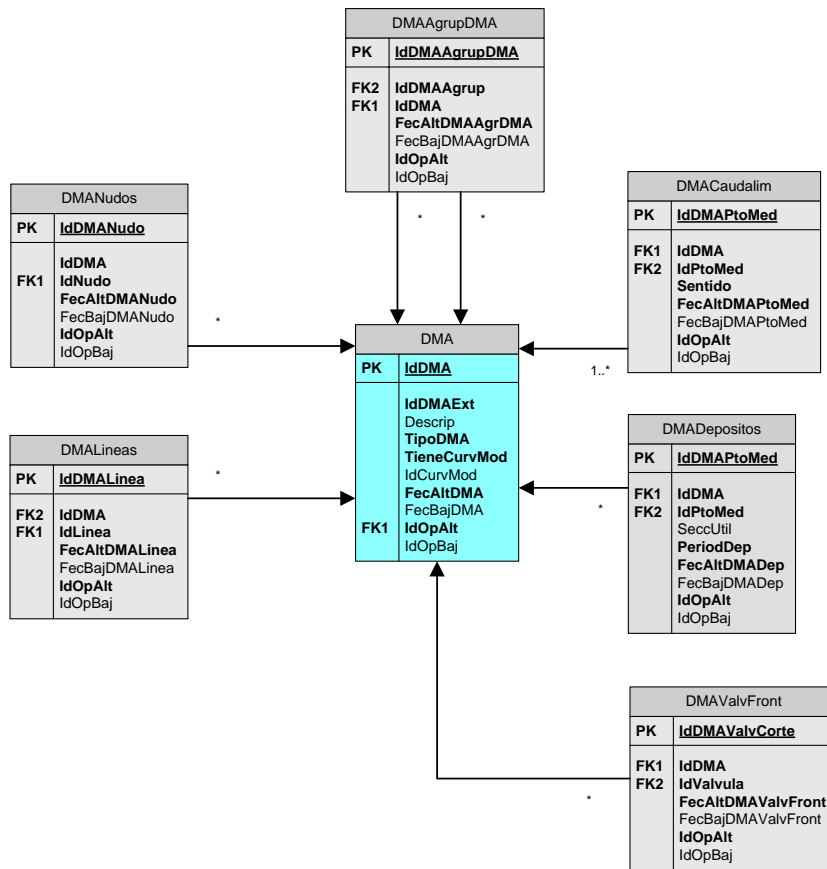 DMAAgrupDMA
PK IdDMAAgrupDMA
FK2 IdDMAAgrup
FK1 IdDMA
FecAltDMAAgrDMA
FecBajDMAAgrDMA
IdOpAlt
IdOpBaj
* *
DMANudos
PK IdDMANudo
IdDMA
FK1 IdNudo
FecAltDMANudo
FecBajDMANudo
IdOpAlt
IdOpBaj
*
DMACaudalim
PK IdDMAPtoMed
FK1 IdDMA
FK2 IdPtoMed
Sentido
FecAltDMAPtoMed
FecBajDMAPtoMed
IdOpAlt
IdOpBaj
1..*
DMA
PK IdDMA
IdDMAExt
Descrip
TipoDMA
TieneCurvMod
IdCurvMod
FecAltDMA
FecBajDMA
FK1 IdOpAlt
IdOpBaj
DMALineas
PK IdDMALinea
FK2 IdDMA
FK1 IdLinea
FecAltDMALinea
FecBajDMALinea
IdOpAlt
IdOpBaj
*
DMADepositos
PK IdDMAPtoMed
FK1 IdDMA
FK2 IdPtoMed
SeccUtil
PeriodDep
FecAltDMADep
FecBajDMADep
IdOpAlt
IdOpBaj
*
DMAValvFront
PK IdDMAValvCorte
FK1 IdDMA
FK2 IdValvula
FecAltDMAValvFront
FecBajDMAValvFront
IdOpAlt
IdOpBaj
*